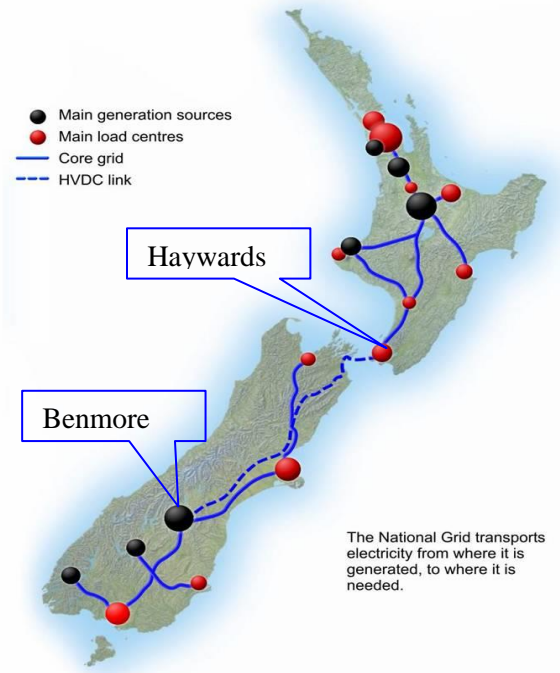 Main generation sources
Main load centres
Core grid
HVDC link
Haywards
Benmore
The National Grid transports
electricity from where it is
generated, to where it is
needed.